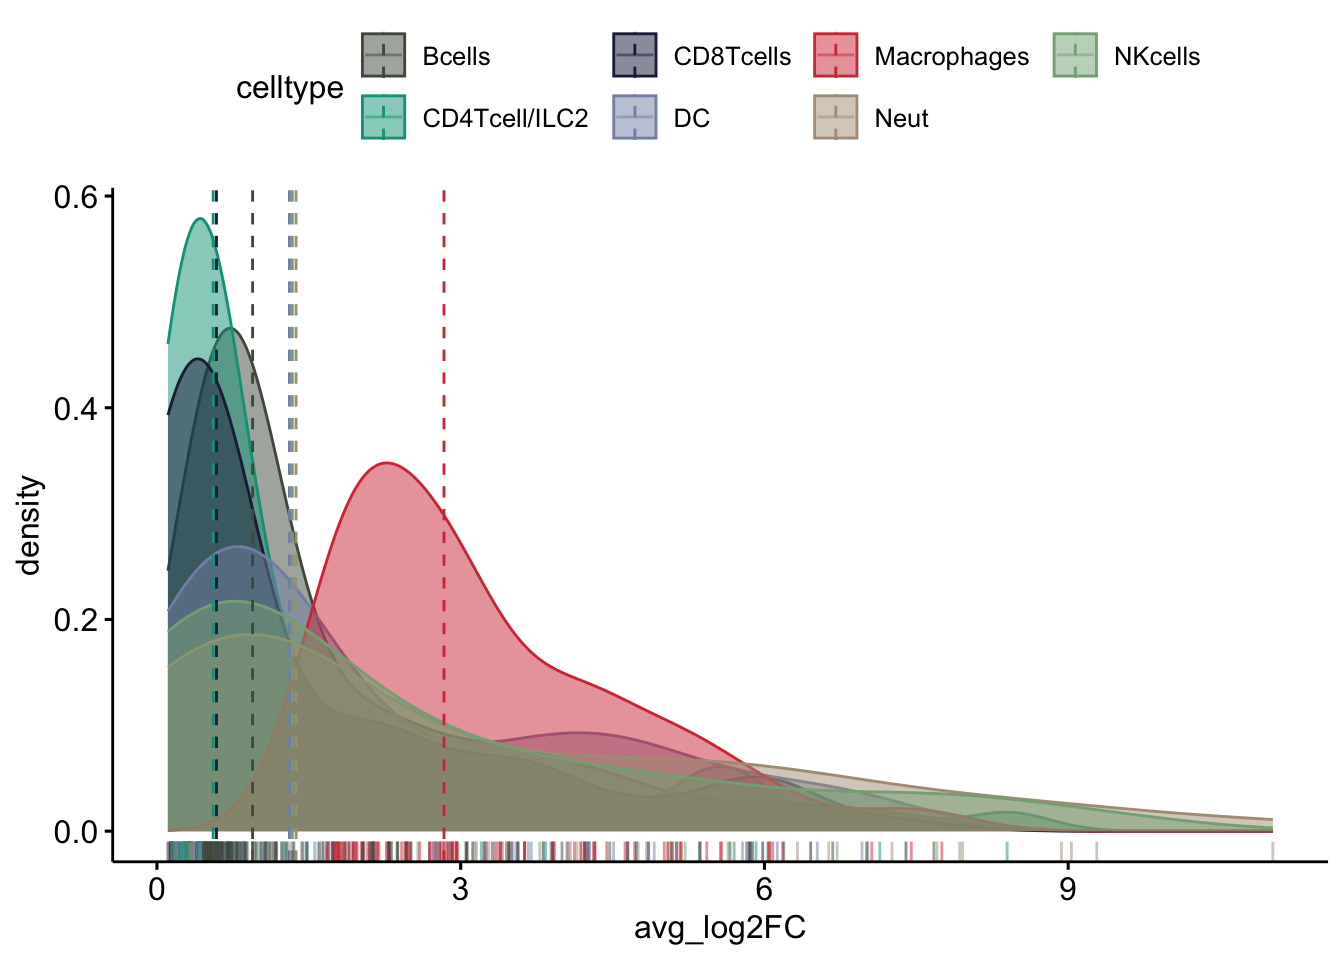 celltype
Bcells
CD8Tcells
Macrophages
NKcells
CD4Tcell/ILC2
DC
Neut
0.6
0.4
0.2
0.0
density
0
3
6
9
avg_log2FC